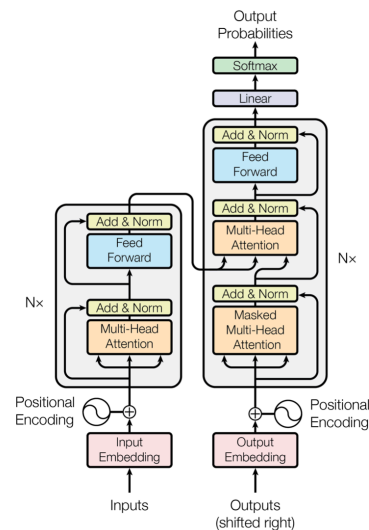 Output
Probabilities
Softmax
Linear
Add & Norm
Feed
Forward
Add & Norm
Multi-Head
Attention
Add & Norm
Masked
Multi-Head
Attention
N×
Add & Norm
Feed
Forward
Add & Norm
Multi-Head
Attention
N×
Positional
Encoding
Positional
Encoding
Input
Embedding
Output
Embedding
Inputs
Outputs
(shifted right)